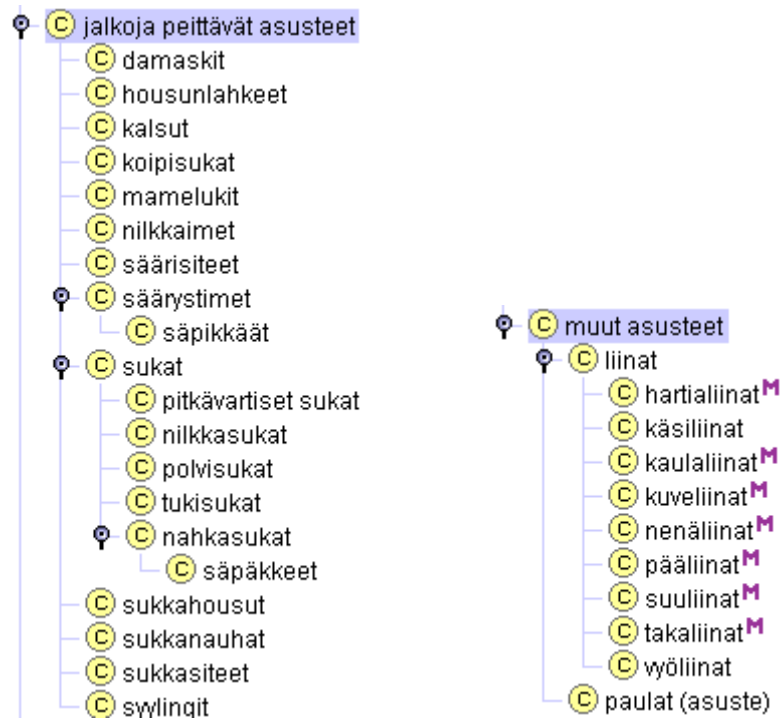 jalkoja peittävät asusteet
damaskit
housunlahkeet
kalsut
koipisukat
mamelukit
nilkkaimet
säärisiteet
säärystimet
säpikkäät
sukat
pitkävartiset sukat
nilkkasukat
polvisukat
tukisukat
nahkasukat
säpäkkeet
sukkahousut
sukkanauhat
sukkasiteet
syylingit
muut asusteet
liinat
hartialiinat M
käsiliinat
kaulaliinat M
kuveliinat M
nenäliinat M
pääliinat M
suuliinat M
takaliinat M
vyöliinat
paulat (asuste)